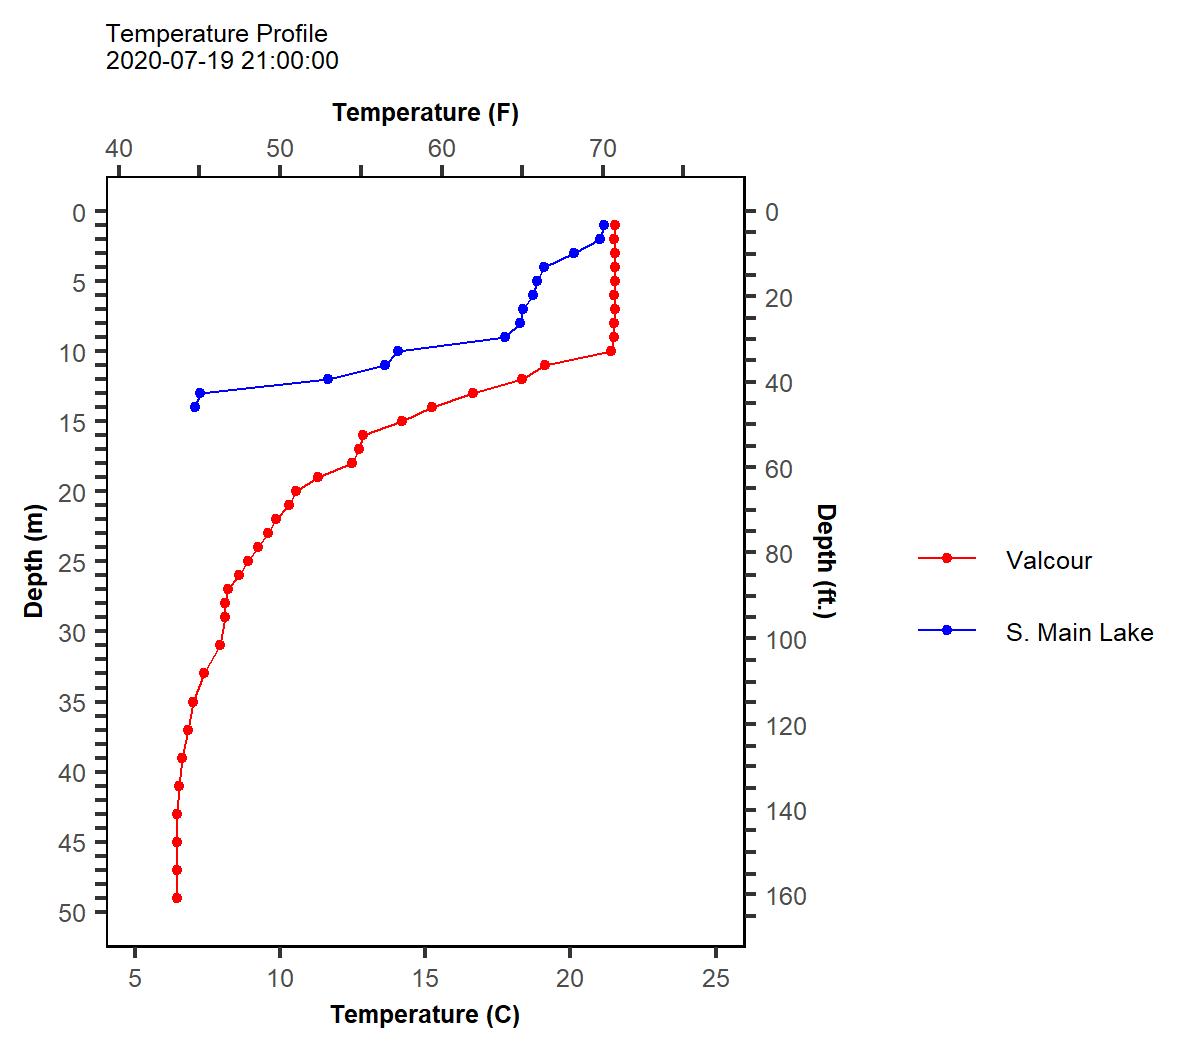 Temperature Profile
2020-07-19 21:00:00
Temperature (F)
40 50 60 70
0
5
10
15
20
25
30
35
40
45
50
Depth (m)
0
20
40
60
80
100
120
140
160
Depth (ft.)
Valcour
S. Main Lake
5 10 15 20 25
Temperature (C)